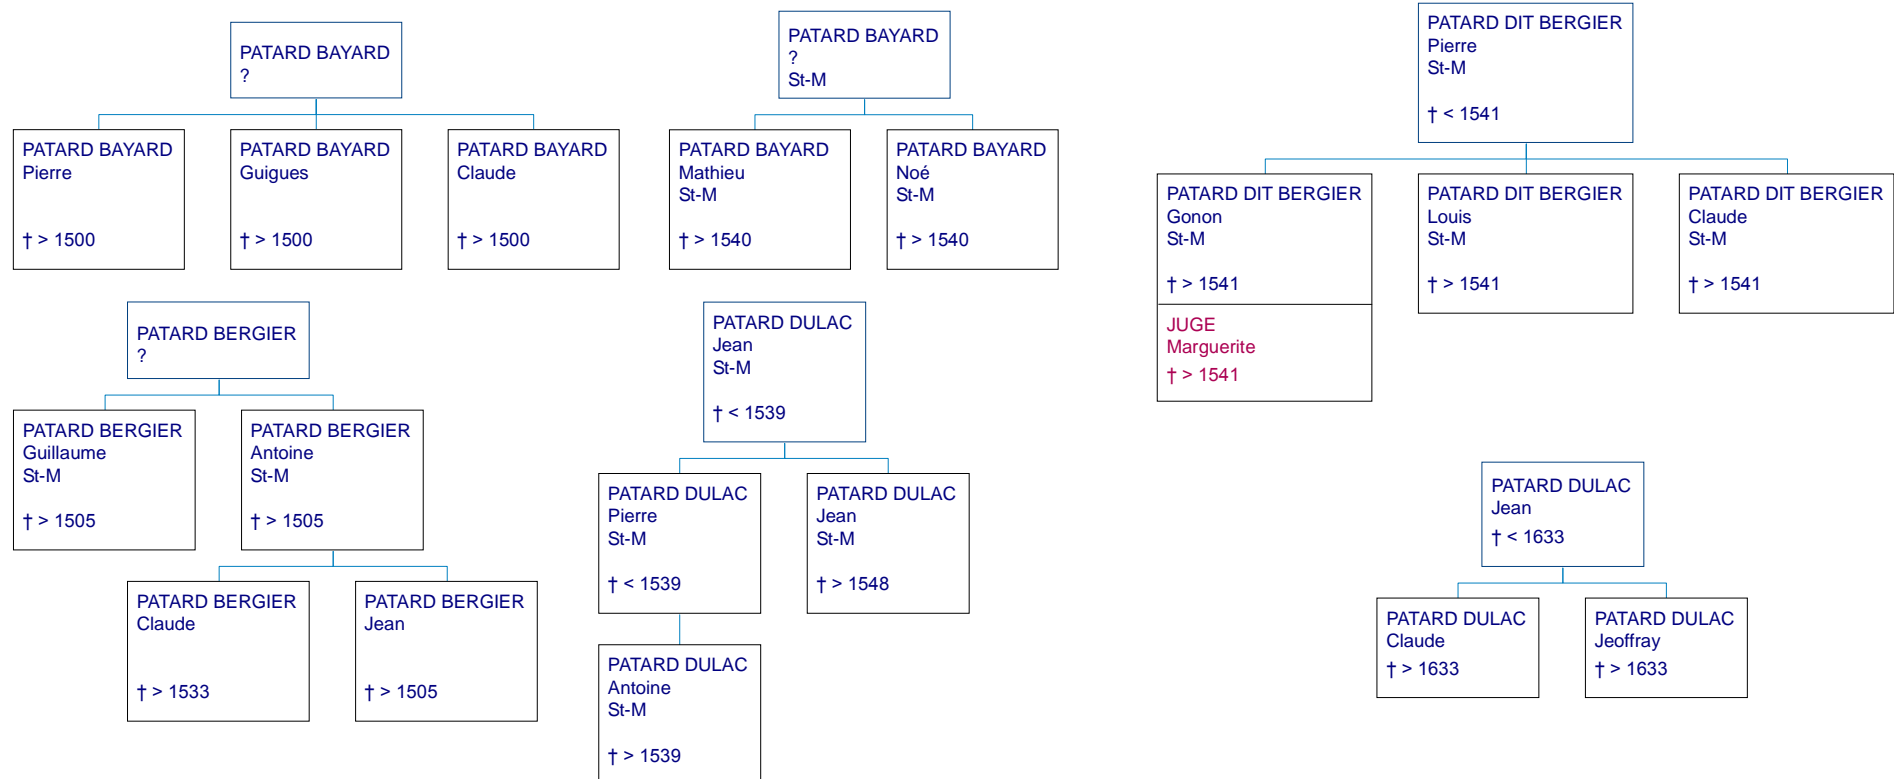 PATARD BAYARD
?
PATARD BAYARD
Pierre
† > 1500
PATARD BAYARD
Guigues
† > 1500
PATARD BAYARD
Claude
† > 1500
PATARD BAYARD
?
St-M
PATARD BAYARD
Mathieu
St-M
† > 1540
PATARD BAYARD
Noé
St-M
† > 1540
PATARD DIT BERGIER
Pierre
St-M
† < 1541
PATARD DIT BERGIER
Gonon
St-M
† > 1541
JUGE
Marguerite
† > 1541
PATARD DIT BERGIER
Louis
St-M
† > 1541
PATARD DIT BERGIER
Claude
St-M
† > 1541
PATARD BERGIER
?
PATARD BERGIER
Guillaume
St-M
† > 1505
PATARD BERGIER
Antoine
St-M
† > 1505
PATARD BERGIER
Claude
† > 1533
PATARD BERGIER
Jean
† > 1505
PATARD DULAC
Jean
St-M
† < 1539
PATARD DULAC
Pierre
St-M
† < 1539
PATARD DULAC
Jean
St-M
† > 1548
PATARD DULAC
Antoine
St-M
† > 1539
PATARD DULAC
Jean
† < 1633
PATARD DULAC
Claude
† > 1633
PATARD DULAC
Jeoffray
† > 1633